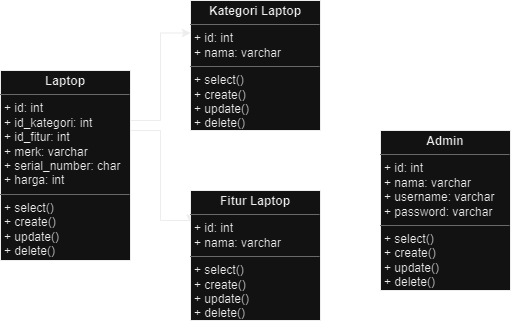 Kategori Laptop
+ id: int
+ nama: varchar
+ select()
+ create()
+ update()
+ delete()
Laptop
+ id: int
+ id_kategori: int
+ id_fitur: int
+ merk: varchar
+ serial_number: char
+ harga: int
+ select()
+ create()
+ update()
+ delete()
Fitur Laptop
+ id: int
+ nama: varchar
+ select()
+ create()
+ update()
+ delete()
Admin
+ id: int
+ nama: varchar
+ username: varchar
+ password: varchar
+ select()
+ create()
+ update()
+ delete()